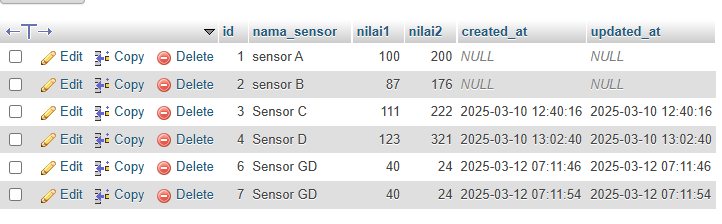 id nama_sensor nilai1 nilai2 created_at updated_at
Edit Copy Delete 1 sensor A 100 200 NULL NULL
Edit Copy Delete 2 sensor B 87 176 NULL NULL
Edit Copy Delete 3 Sensor C 111 222 2025-03-10 12:40:16 2025-03-10 12:40:16
Edit Copy Delete 4 Sensor D 123 321 2025-03-10 13:02:40 2025-03-10 13:02:40
Edit Copy Delete 6 Sensor GD 40 24 2025-03-12 07:11:46 2025-03-12 07:11:46
Edit Copy Delete 7 Sensor GD 40 24 2025-03-12 07:11:54 2025-03-12 07:11:54